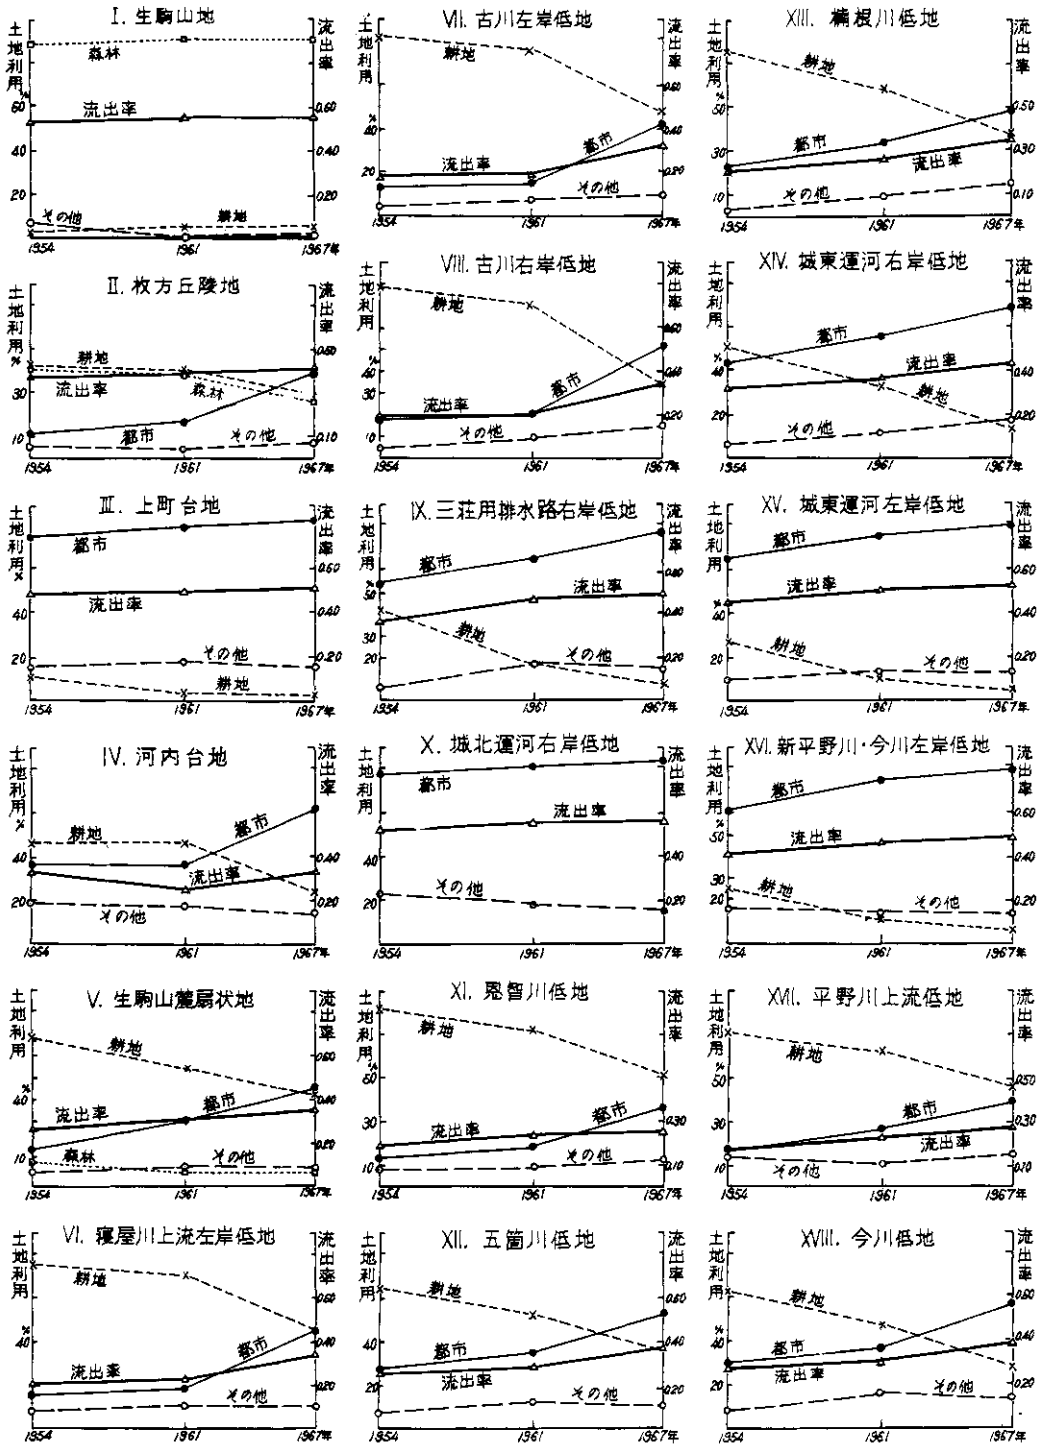 I. 生駒山地
土地利用 %
流出率
森林
流出率
その他
耕地
60
40
20
0.60
0.40
0.20
1954 1961 1967年
II. 枚方丘陵地
土地利用 %
流出率
耕地
流出率
森林
都市
その他
30
10
0.50
0.10
1954 1961 1967年
III. 上町台地
土地利用 %
流出率
都市
流出率
その他
耕地
40
20
0.60
0.40
0.20
1954 1961 1967年
IV. 河内台地
土地利用 %
流出率
耕地
都市
流出率
その他
40
20
0.40
0.20
1954 1961 1967年
V. 生駒山麓扇状地
土地利用 %
流出率
耕地
都市
流出率
森林
その他
40
10
0.60
0.40
0.20
1954 1961 1967年
VI. 寝屋川上流左岸低地
土地利用 %
流出率
耕地
流出率
都市
その他
40
0.60
0.40
0.20
1954 1961 1967年
VII. 古川左岸低地
土地利用 %
流出率
耕地
都市
流出率
その他
40
20
0.60
0.40
0.20
1954 1961 1967年
VIII. 古川右岸低地
土地利用 %
流出率
耕地
都市
流出率
その他
40
30
10
0.60
0.40
0.20
1954 1961 1967年
IX. 三荘用排水路右岸低地
土地利用 %
流出率
都市
流出率
耕地
その他
50
30
20
0.60
0.40
0.20
1954 1961 1967年
X. 城北運河右岸低地
土地利用 %
流出率
都市
流出率
その他
40
20
0.40
0.20
1954 1961 1967年
XI. 恩智川低地
土地利用 %
流出率
耕地
都市
流出率
50
30
10
0.30
0.10
1954 1961 1967年
XII. 五箇川低地
土地利用 %
流出率
耕地
都市
流出率
その他
40
20
0.60
0.40
0.20
1954 1961 1967年
XIII. 楠根川低地
土地利用 %
流出率
耕地
都市
流出率
その他
50
30
10
0.50
0.30
0.10
1954 1961 1967年
XIV. 城東運河右岸低地
土地利用 %
流出率
都市
流出率
耕地
その他
40
20
0.20
1954 1961 1967年
XV. 城東運河左岸低地
土地利用 %
流出率
都市
流出率
耕地
その他
40
20
0.60
0.40
0.20
1954 1961 1967年
XVI. 新平野川・今川左岸低地
土地利用 %
流出率
都市
流出率
耕地
その他
50
30
20
0.60
0.40
0.20
1954 1961 1967年
XVII. 平野川上流低地
土地利用 %
流出率
耕地
都市
流出率
その他
50
30
10
0.50
0.30
0.10
1954 1961 1967年
XVIII. 今川低地
土地利用 %
流出率
耕地
都市
流出率
その他
40
20
0.60
0.40
0.20
1954 1961 1967年